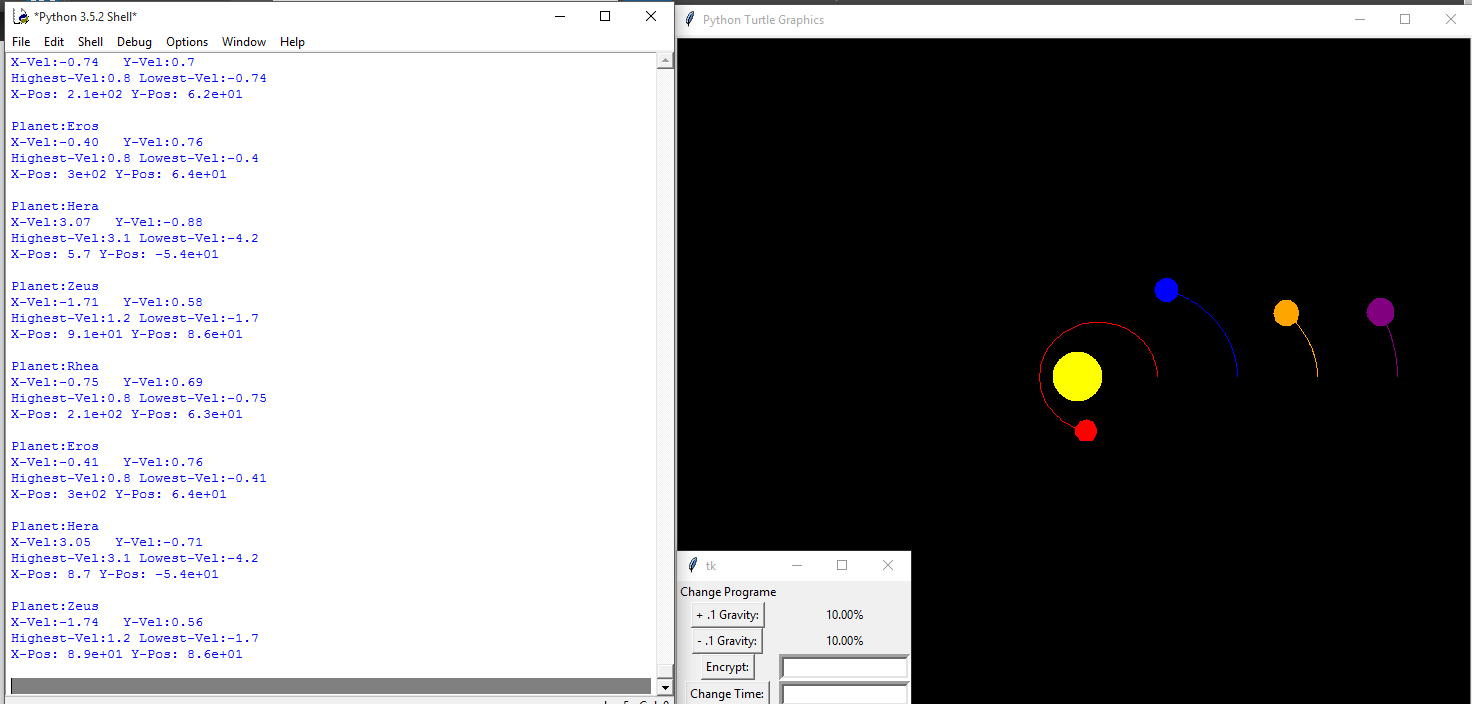 *Python 3.5.2 Shell*
File Edit Shell Debug Options Window Help
X-Vel:-0.74 Y-Vel:0.7
Highest-Vel:0.8 Lowest-Vel:-0.74
X-Pos: 2.1e+02 Y-Pos: 6.2e+01
Planet:Eros
X-Vel:-0.40 Y-Vel:0.76
Highest-Vel:0.8 Lowest-Vel:-0.4
X-Pos: 3e+02 Y-Pos: 6.4e+01
Planet:Hera
X-Vel:3.07 Y-Vel:-0.88
Highest-Vel:3.1 Lowest-Vel:-4.2
X-Pos: 5.7 Y-Pos: -5.4e+01
Planet:Zeus
X-Vel:-1.71 Y-Vel:0.58
Highest-Vel:1.2 Lowest-Vel:-1.7
X-Pos: 9.1e+01 Y-Pos: 8.6e+01
Planet:Rhea
X-Vel:-0.75 Y-Vel:0.69
Highest-Vel:0.8 Lowest-Vel:-0.75
X-Pos: 2.1e+02 Y-Pos: 6.3e+01
Planet:Eros
X-Vel:-0.41 Y-Vel:0.76
Highest-Vel:0.8 Lowest-Vel:-0.41
X-Pos: 3e+02 Y-Pos: 6.4e+01
Planet:Hera
X-Vel:3.05 Y-Vel:-0.71
Highest-Vel:3.1 Lowest-Vel:-4.2
X-Pos: 8.7 Y-Pos: -5.4e+01
Planet:Zeus
X-Vel:-1.74 Y-Vel:0.56
Highest-Vel:1.2 Lowest-Vel:-1.7
X-Pos: 8.9e+01 Y-Pos: 8.6e+01
Python Turtle Graphics
tk
Change Programe
+ .1 Gravity: 10.00%
- .1 Gravity: 10.00%
Encrypt:
Change Time: